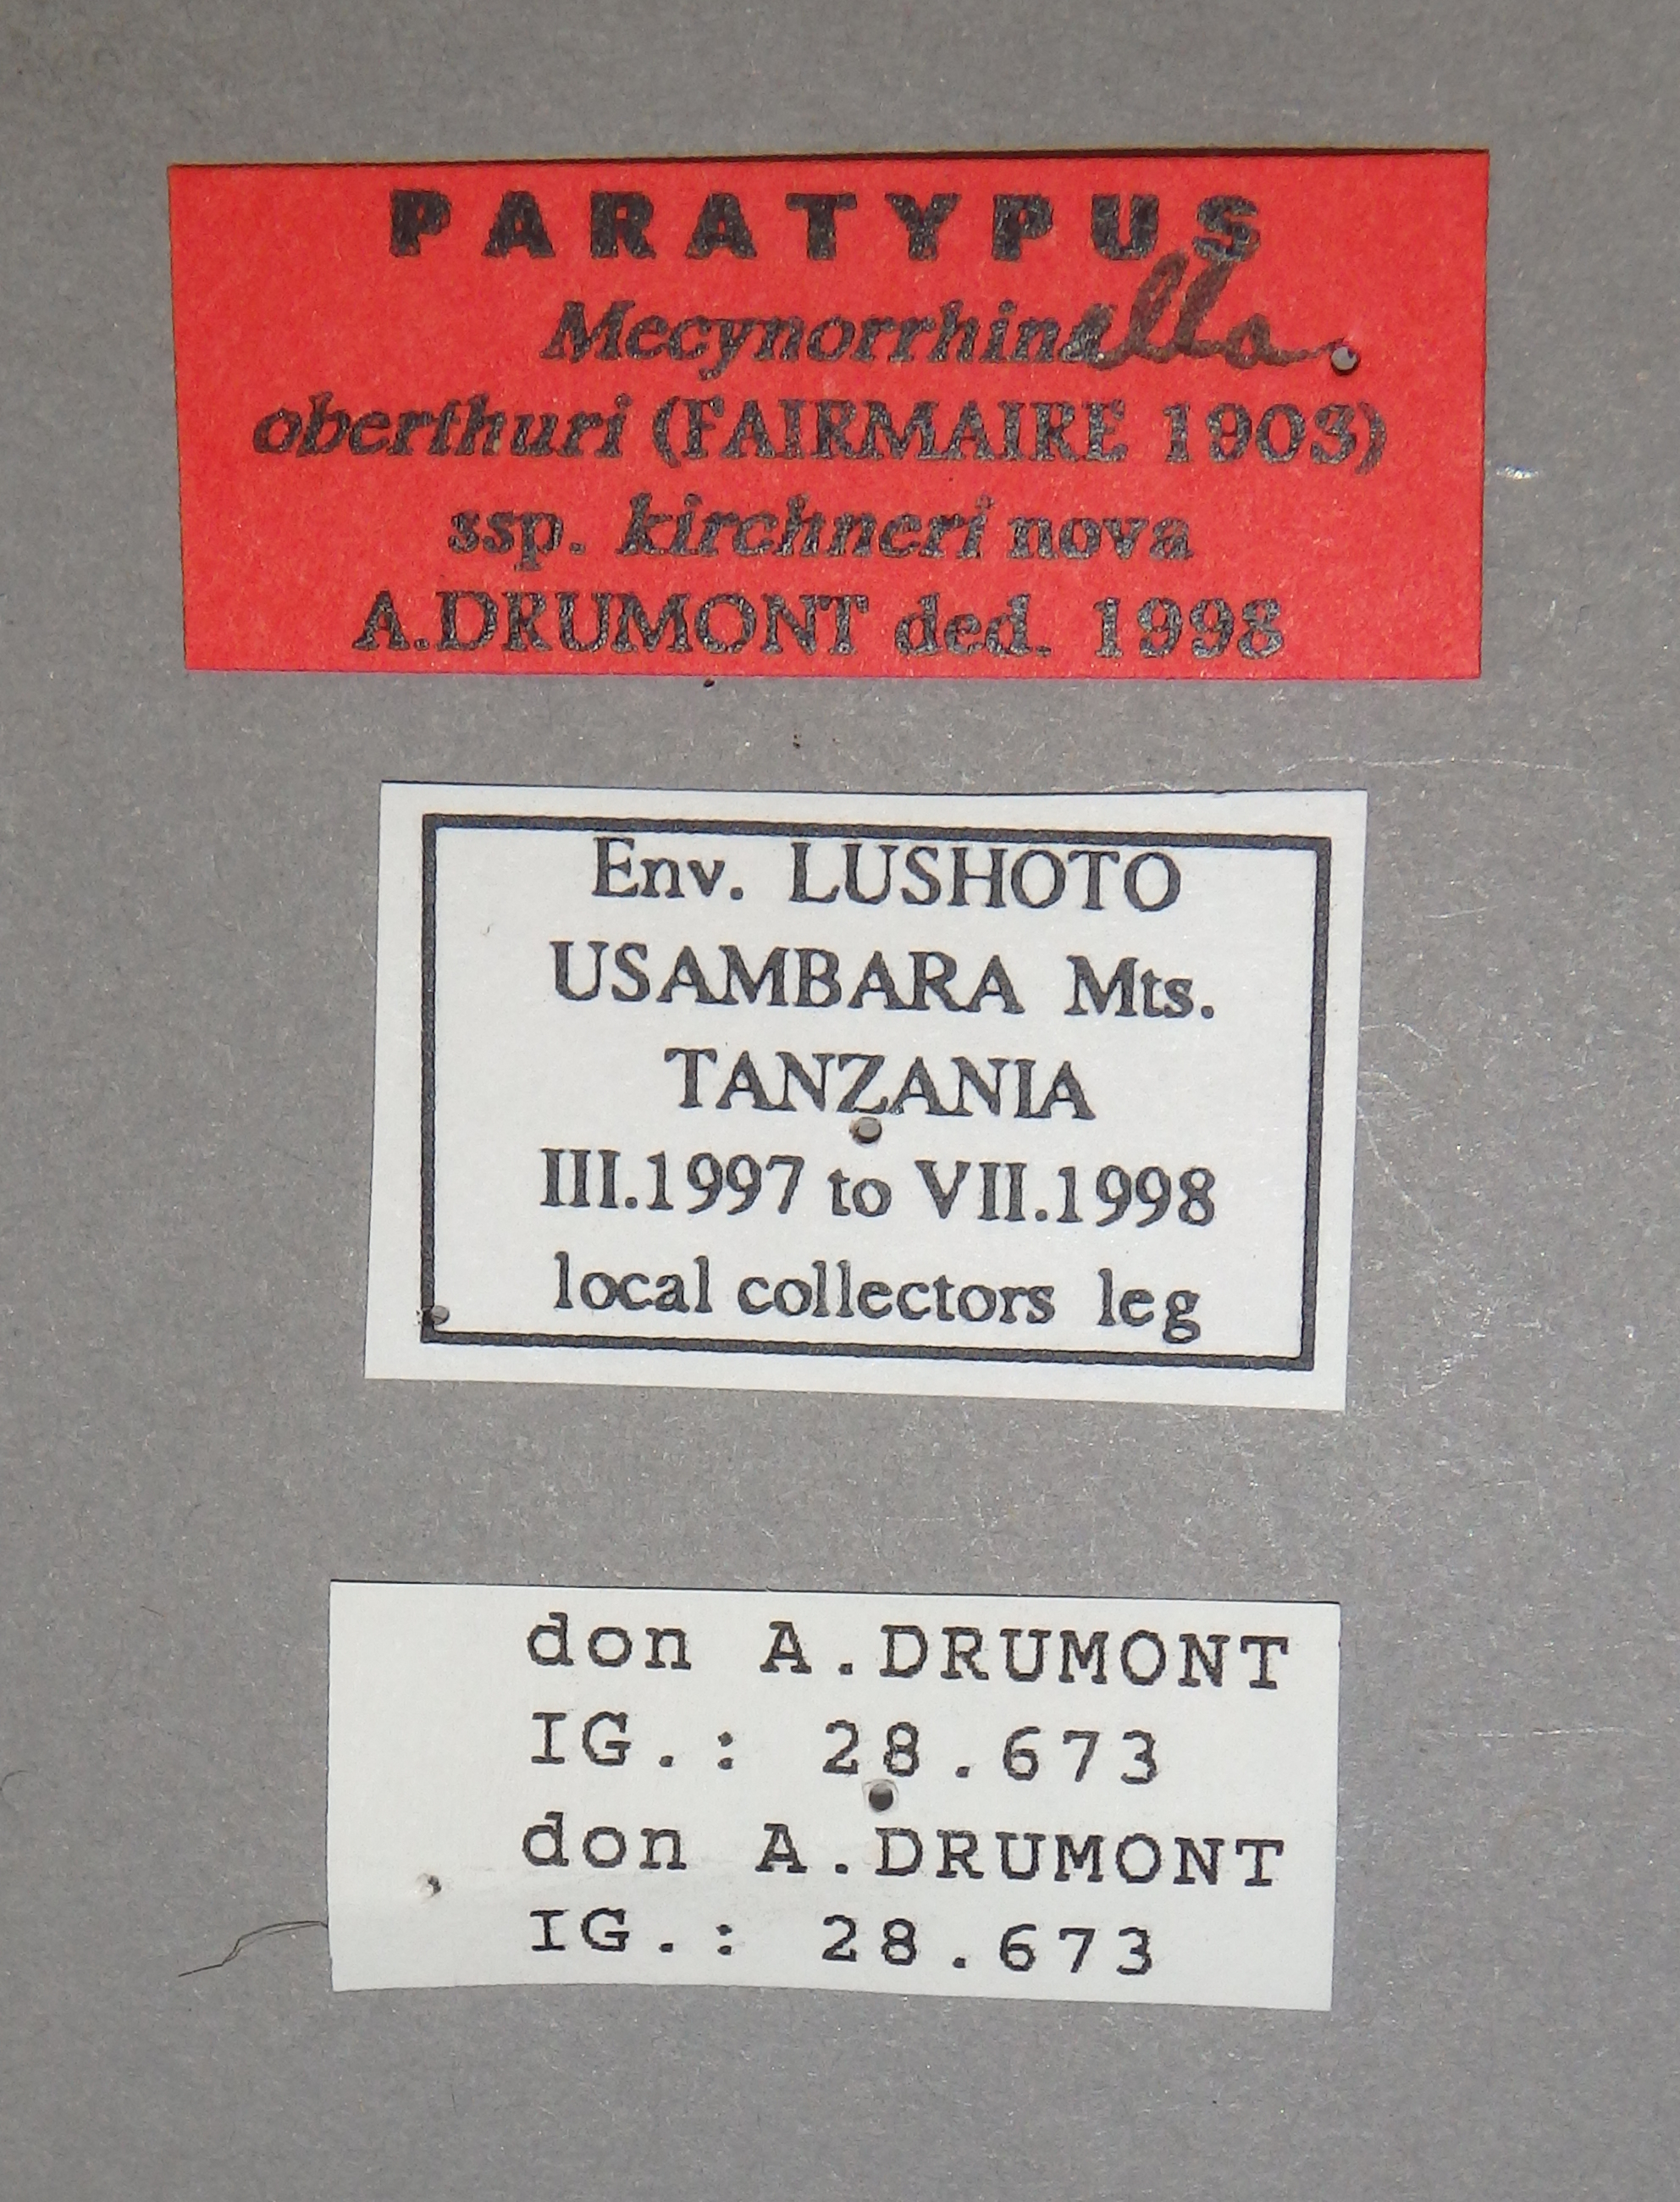 PARATYPUS
Mecynorrhinella
oberthuri (FAIRMAIRE 1903)
ssp. kirchneri nova
A.DRUMONT ded. 1998
Env. LUSHOTO
USAMBARA Mts.
TANZANIA
III.1997 to VII.1998
local collectors leg
don A.DRUMONT
IG.: 28.673
don A.DRUMONT
IG.: 28.673